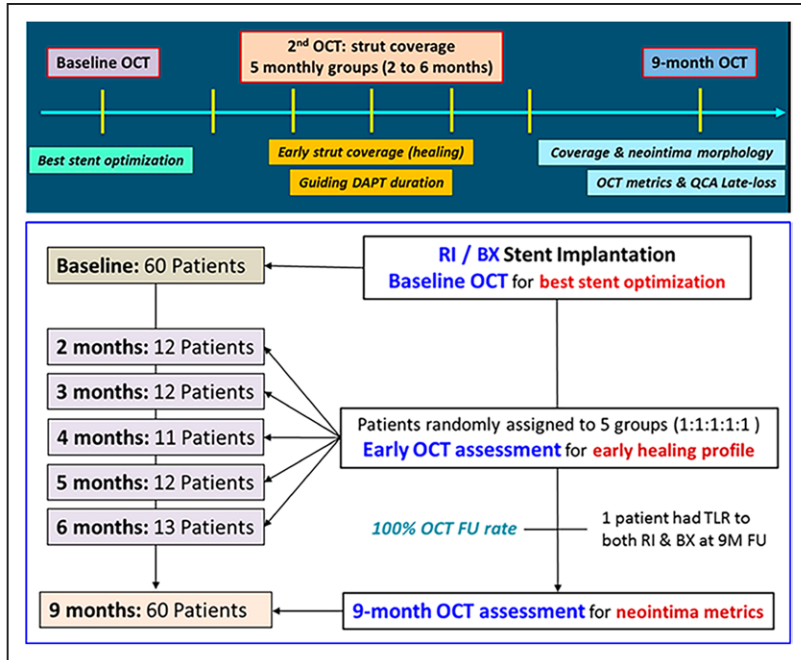 Baseline OCT
2nd OCT: strut coverage
5 monthly groups (2 to 6 months)
9-month OCT
Best stent optimization
Early strut coverage (healing)
Guiding DAPT duration
Coverage & neointima morphology
OCT metrics & QCA Late-loss
Baseline: 60 Patients
RI / BX Stent Implantation
Baseline OCT for best stent optimization
2 months: 12 Patients
3 months: 12 Patients
4 months: 11 Patients
5 months: 12 Patients
6 months: 13 Patients
Patients randomly assigned to 5 groups (1:1:1:1:1 )
Early OCT assessment for early healing profile
100% OCT FU rate
1 patient had TLR to
both RI & BX at 9M FU
9 months: 60 Patients
9-month OCT assessment for neointima metrics